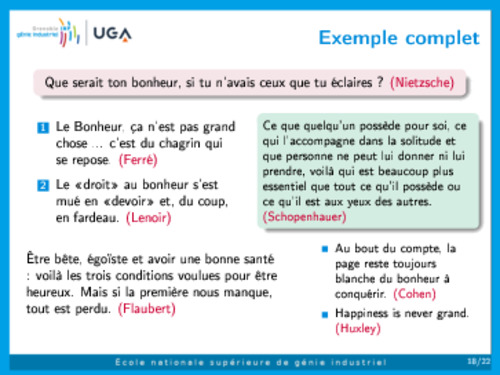 Grenoble
génie industriel INP UGA
Exemple complet
Que serait ton bonheur, si tu n'avais ceux que tu éclaires ? (Nietzsche)
1 Le Bonheur, ça n'est pas grand
chose ... c'est du chagrin qui
se repose. (Ferré)
2 Le «droit» au bonheur s'est
mué en «devoir» et, du coup,
en fardeau. (Lenoir)
Ce que quelqu'un possède pour soi, ce
qui l'accompagne dans la solitude et
que personne ne peut lui donner ni lui
prendre, voilà qui est beaucoup plus
essentiel que tout ce qu'il possède ou
ce qu'il est aux yeux des autres.
(Schopenhauer)
Être bête, égoïste et avoir une bonne santé
: voilà les trois conditions voulues pour être
heureux. Mais si la première nous manque,
tout est perdu. (Flaubert)
Au bout du compte, la
page reste toujours
blanche du bonheur à
conquérir. (Cohen)
Happiness is never grand.
(Huxley)
École nationale supérieure de génie industriel
18/22